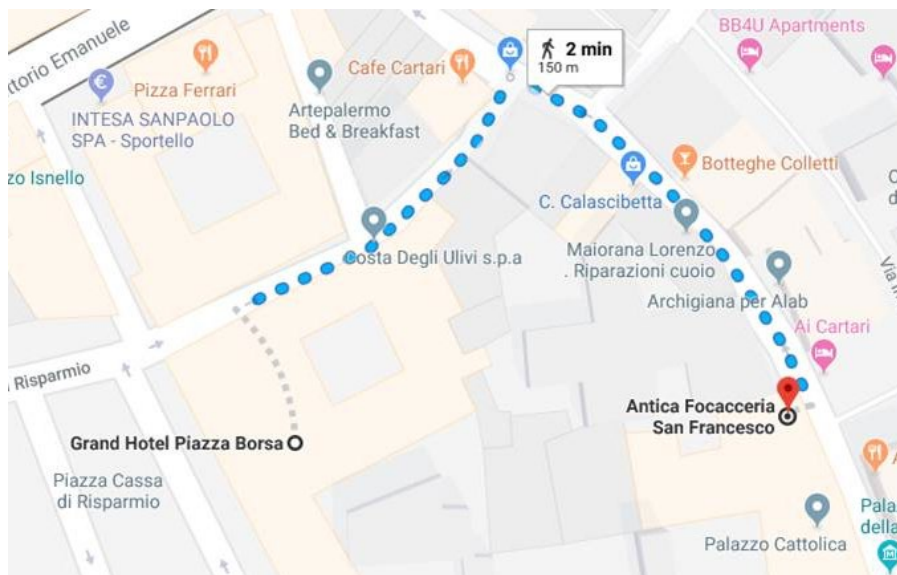 BB4U Apartments
2 min
150 m
Cafe Cartari
Pizza Ferrari
Artepalermo
Bed & Breakfast
INTESA SANPAOLO
SPA - Sportello
ttorio Emanuele
zo Isnello
Botteghe Colletti
C. Calascibetta
Costa Degli Ulivi s.p.a
Maiorana Lorenzo
. Riparazioni cuoio
Archigiana per Alab
Ai Cartari
Risparmio
Antica Focacceria
San Francesco
Grand Hotel Piazza Borsa
Piazza Cassa
di Risparmio
Palazzo Cattolica
Pala
della